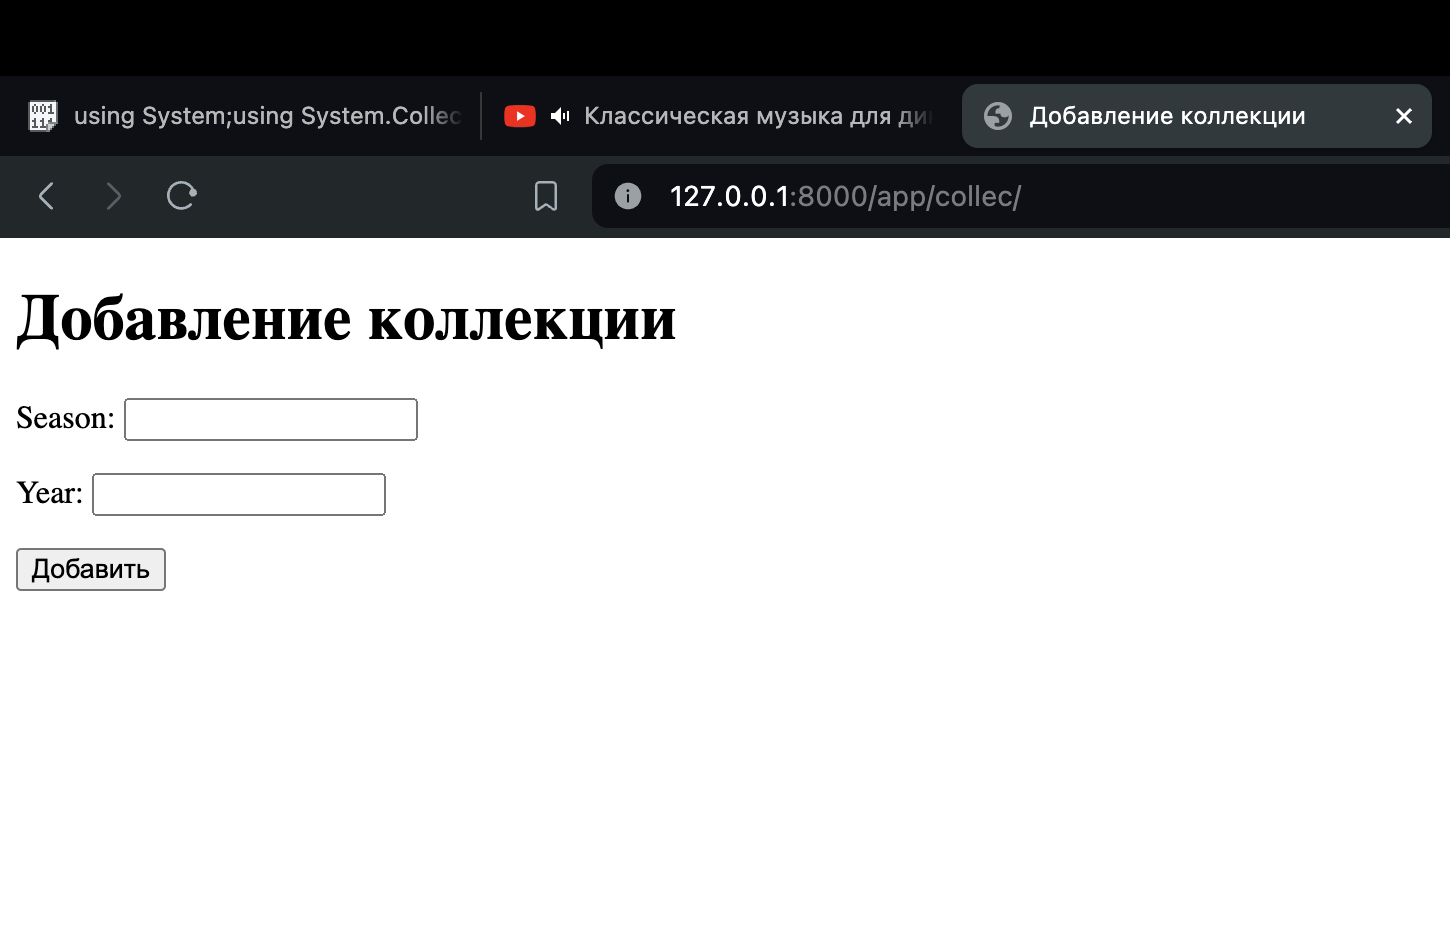 using System;using System.Collec
Классическая музыка для
Добавление коллекции
127.0.0.1:8000/app/collec/
Добавление коллекции
Season:
Year:
Добавить